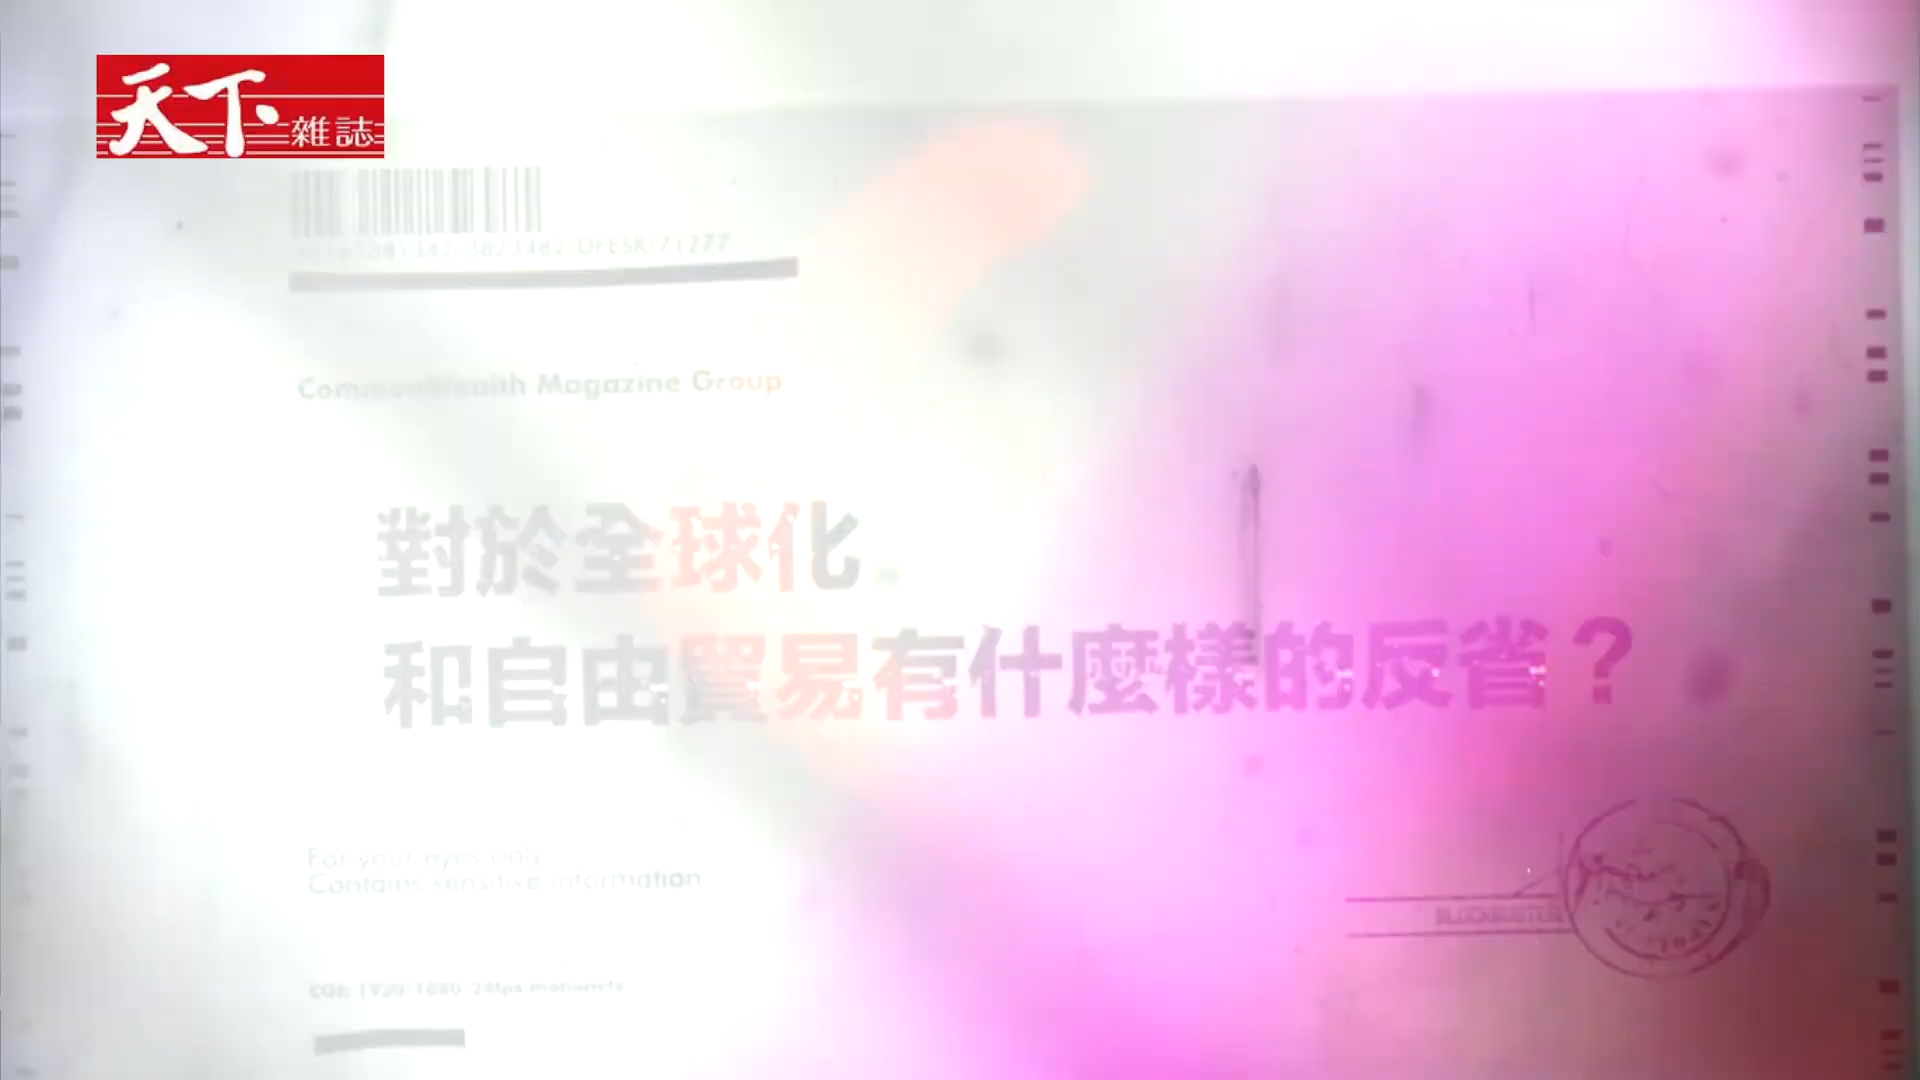 天下雜誌
CommonWealth Magazine Group
對於全球化
和自由貿易有什麼樣的反省？
For your eyes only
Contains sensitive information
BLOCKBUSTER